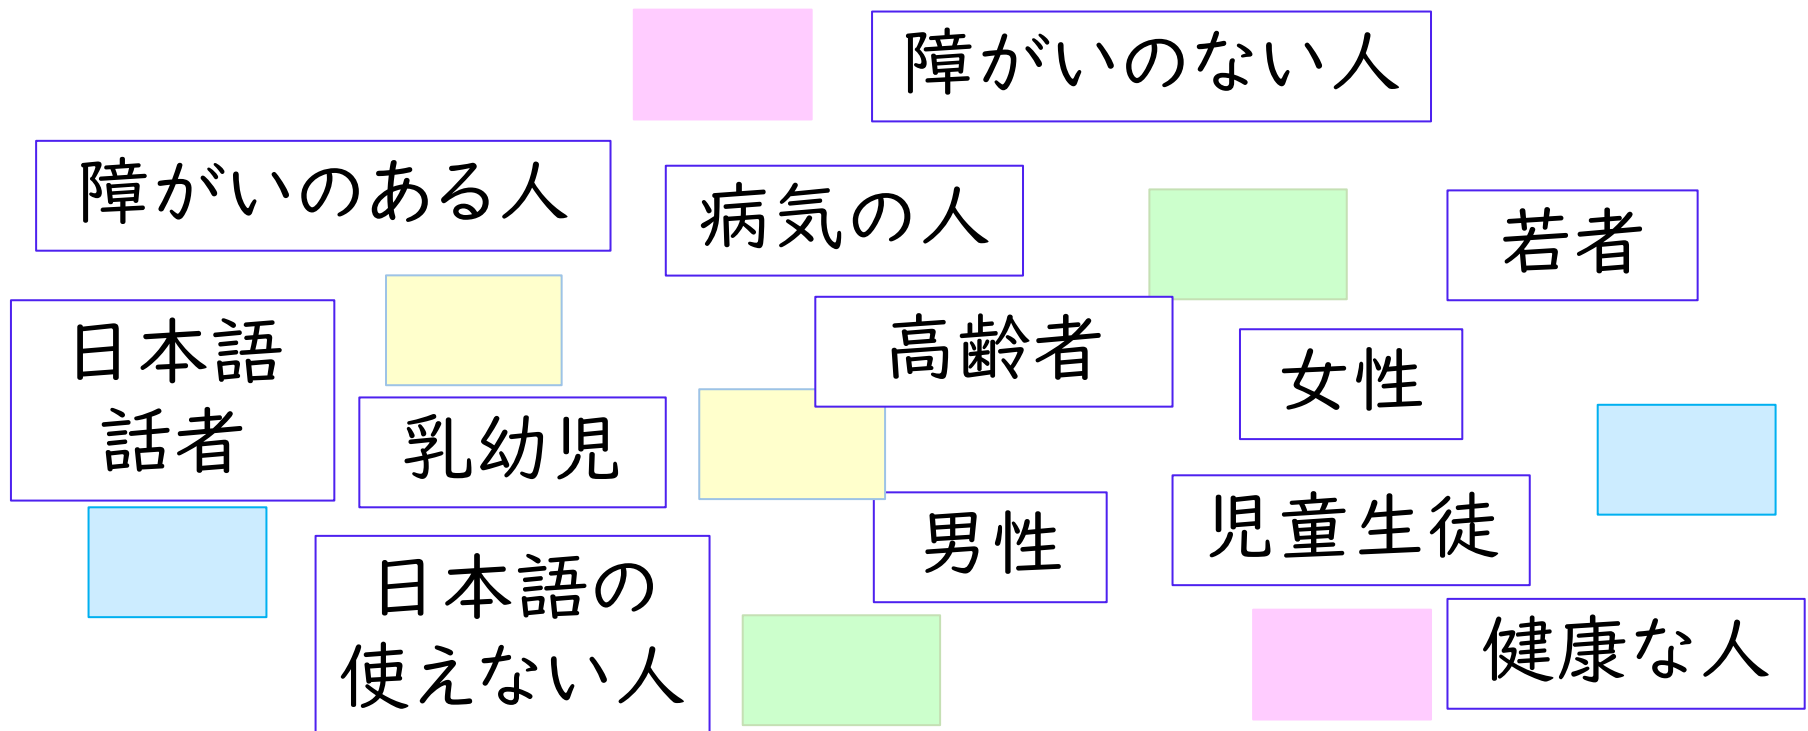 障がいのない人
障がいのある人
病気の人
若者
日本語
話者
高齢者
女性
乳幼児
男性
児童生徒
日本語の
使えない人
健康な人